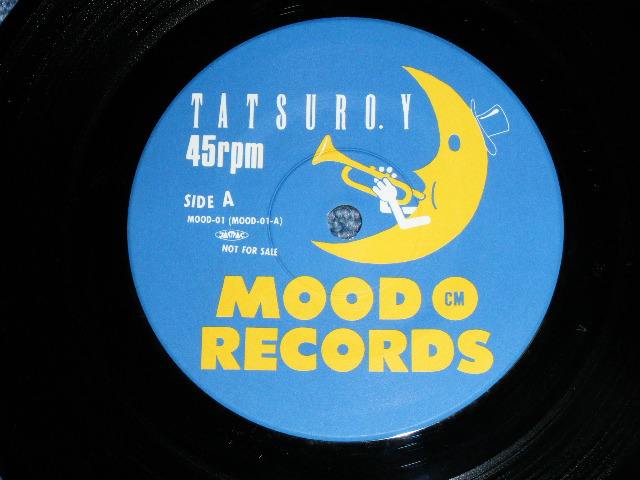 TATSURO. Y
45rpm
SIDE A
MOOD-01 (MOOD-01-A)
NOT FOR SALE
MOOD CM
RECORDS